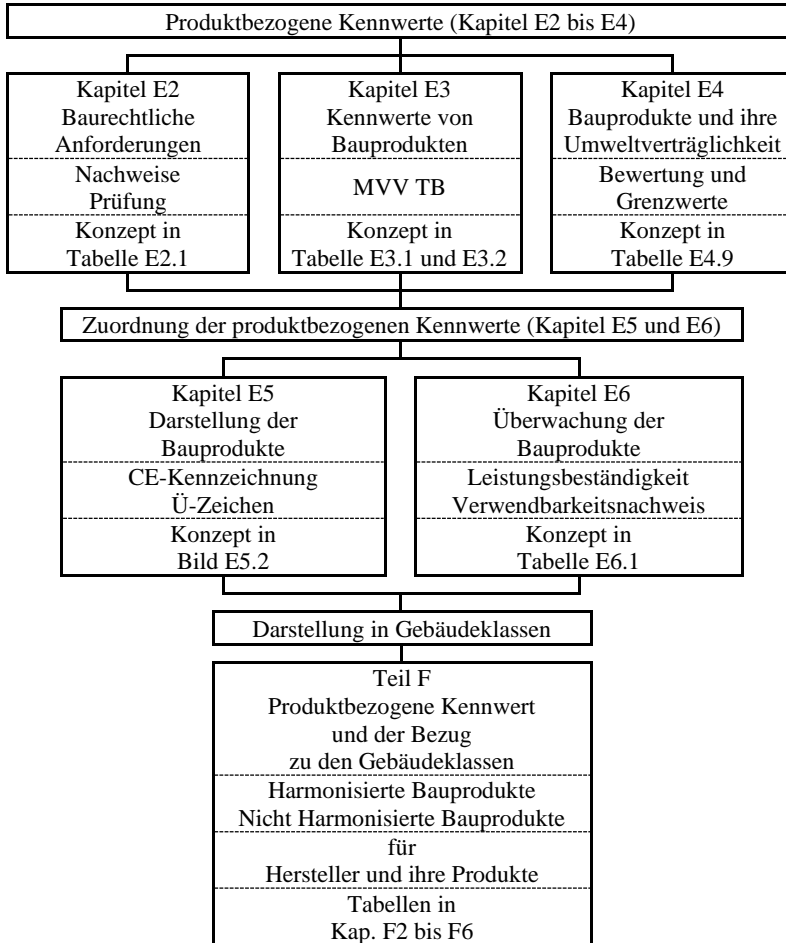 Produktbezogene Kennwerte (Kapitel E2 bis E4)
Kapitel E2
Baurechtliche
Anforderungen
Nachweise
Prüfung
Konzept in
Tabelle E2.1
Kapitel E3
Kennwerte von
Bauprodukten
MVV TB
Konzept in
Tabelle E3.1 und E3.2
Kapitel E4
Bauprodukte und ihre
Umweltverträglichkeit
Bewertung und
Grenzwerte
Konzept in
Tabelle E4.9
Zuordnung der produktbezogenen Kennwerte (Kapitel E5 und E6)
Kapitel E5
Darstellung der
Bauprodukte
CE-Kennzeichnung
Ü-Zeichen
Konzept in
Bild E5.2
Kapitel E6
Überwachung der
Bauprodukte
Leistungsbeständigkeit
Verwendbarkeitsnachweis
Konzept in
Tabelle E6.1
Darstellung in Gebäudeklassen
Teil F
Produktbezogene Kennwert
und der Bezug
zu den Gebäudeklassen
Harmonisierte Bauprodukte
Nicht Harmonisierte Bauprodukte
für
Hersteller und ihre Produkte
Tabellen in
Kap. F2 bis F6